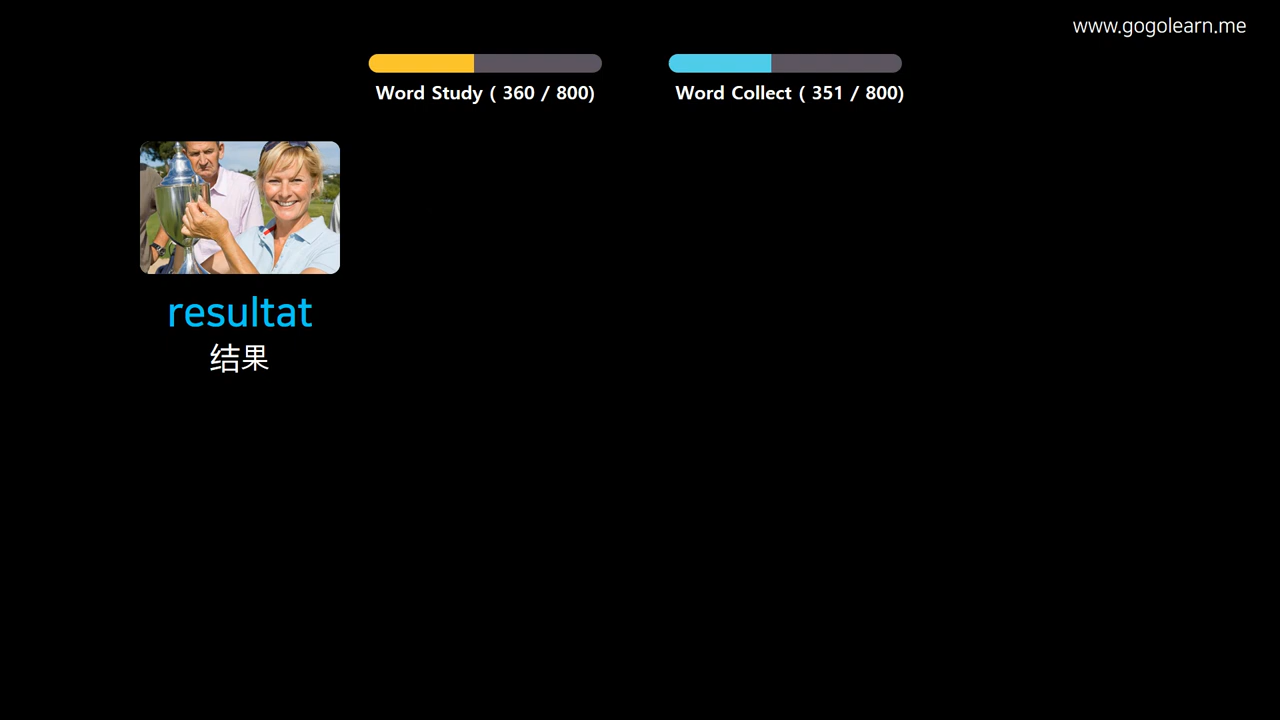 www.gogolearn.me
Word Study ( 360 / 800)
Word Collect ( 351 / 800)
resultat
结果